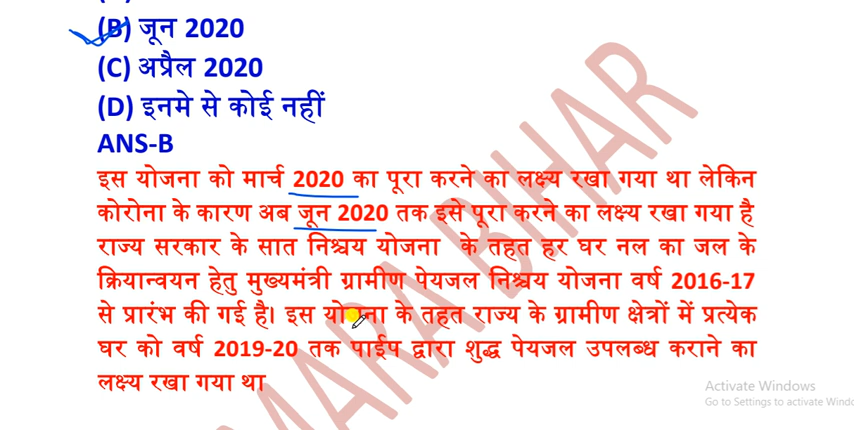 (B) जून 2020
(C) अप्रैल 2020
(D) इनमे से कोई नहीं
ANS-B
इस योजना को मार्च 2020 का पूरा करने का लक्ष्य रखा गया था लेकिन
कोरोना के कारण अब जून 2020 तक इसे पूरा करने का लक्ष्य रखा गया है
राज्य सरकार के सात निश्चय योजना के तहत हर घर नल का जल के
क्रियान्वयन हेतु मुख्यमंत्री ग्रामीण पेयजल निश्चय योजना वर्ष 2016-17
से प्रारंभ की गई है। इस योजना के तहत राज्य के ग्रामीण क्षेत्रों में प्रत्येक
घर को वर्ष 2019-20 तक पाईप द्वारा शुद्ध पेयजल उपलब्ध कराने का
लक्ष्य रखा गया था
MARA BIHAR
Activate Windows
Go to Settings to activate Windo